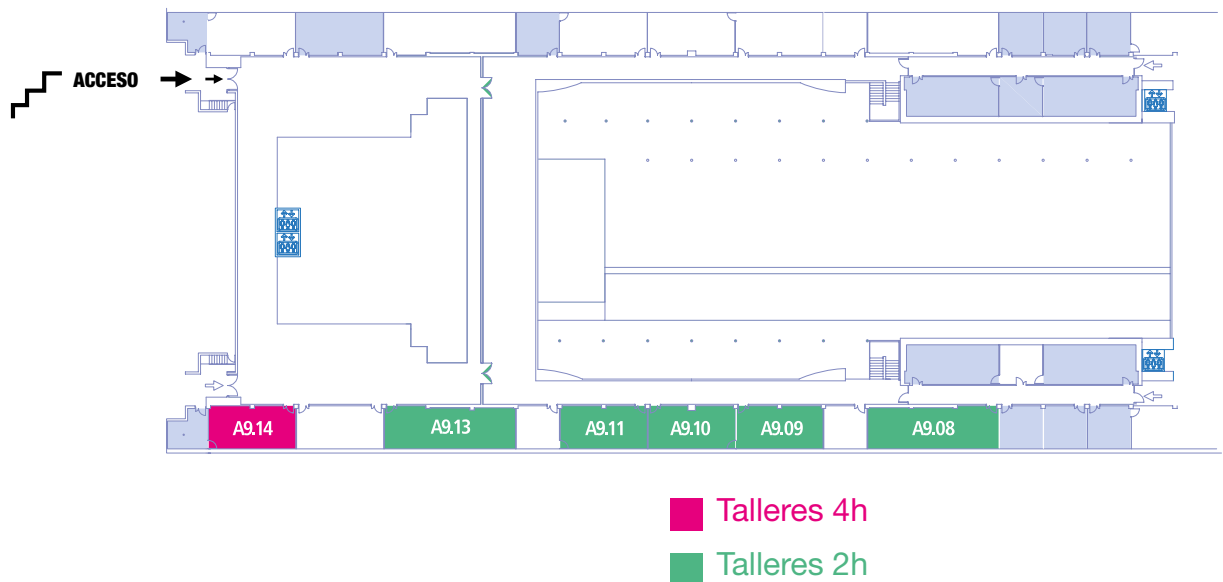 ACCESO
A9.14
A9.13
A9.11
A9.10
A9.09
A9.08
Talleres 4h
Talleres 2h